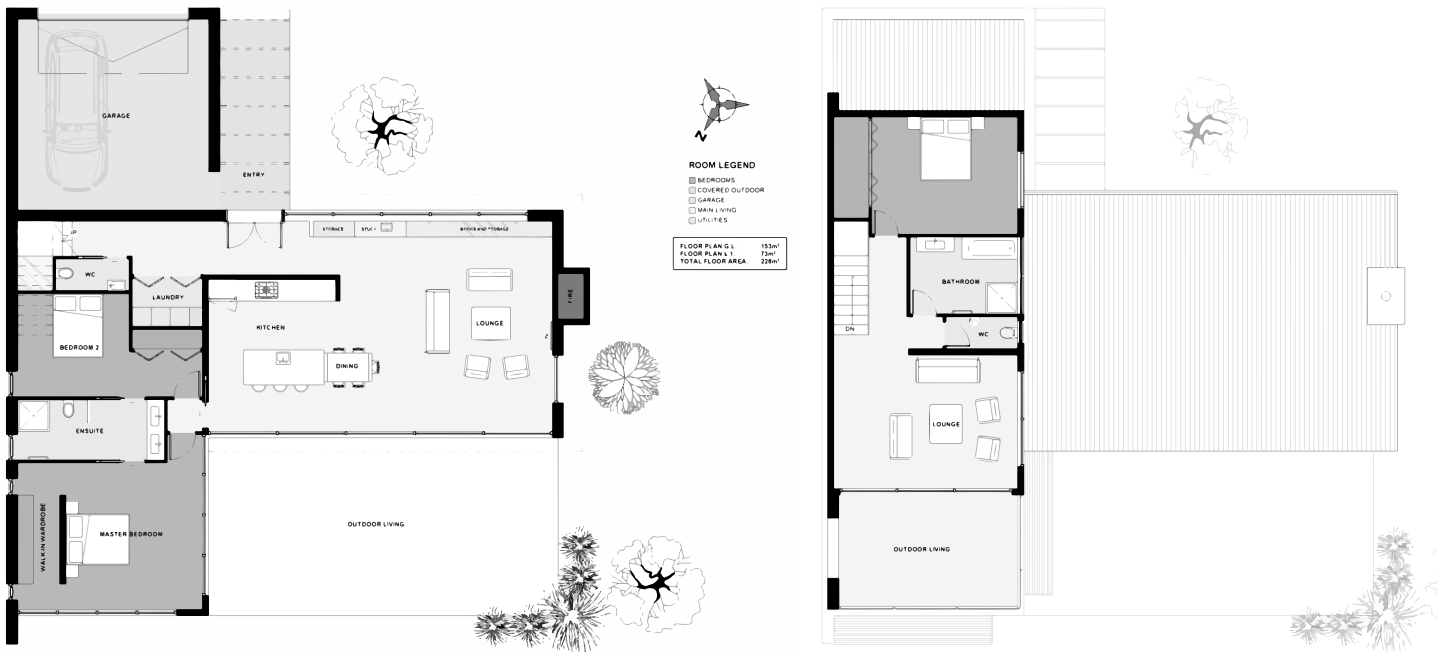 GARAGE
ENTRY
N
ROOM LEGEND
BEDROOMS
COVERED OUTDOOR
GARAGE
MAIN LIVING
UTILITIES
FLOOR PLAN G.L. 153m²
FLOOR PLAN L 1. 73m²
TOTAL FLOOR AREA 226m²
UP
STORAGE
STUDY
BOOKS AND STORAGE
WC
LAUNDRY
FIRE
KITCHEN
LOUNGE
TV
BEDROOM 2
DINING
ENSUITE
WALK-IN WARDROBE
MASTER BEDROOM
OUTDOOR LIVING
BATHROOM
DN
WC
LOUNGE
OUTDOOR LIVING